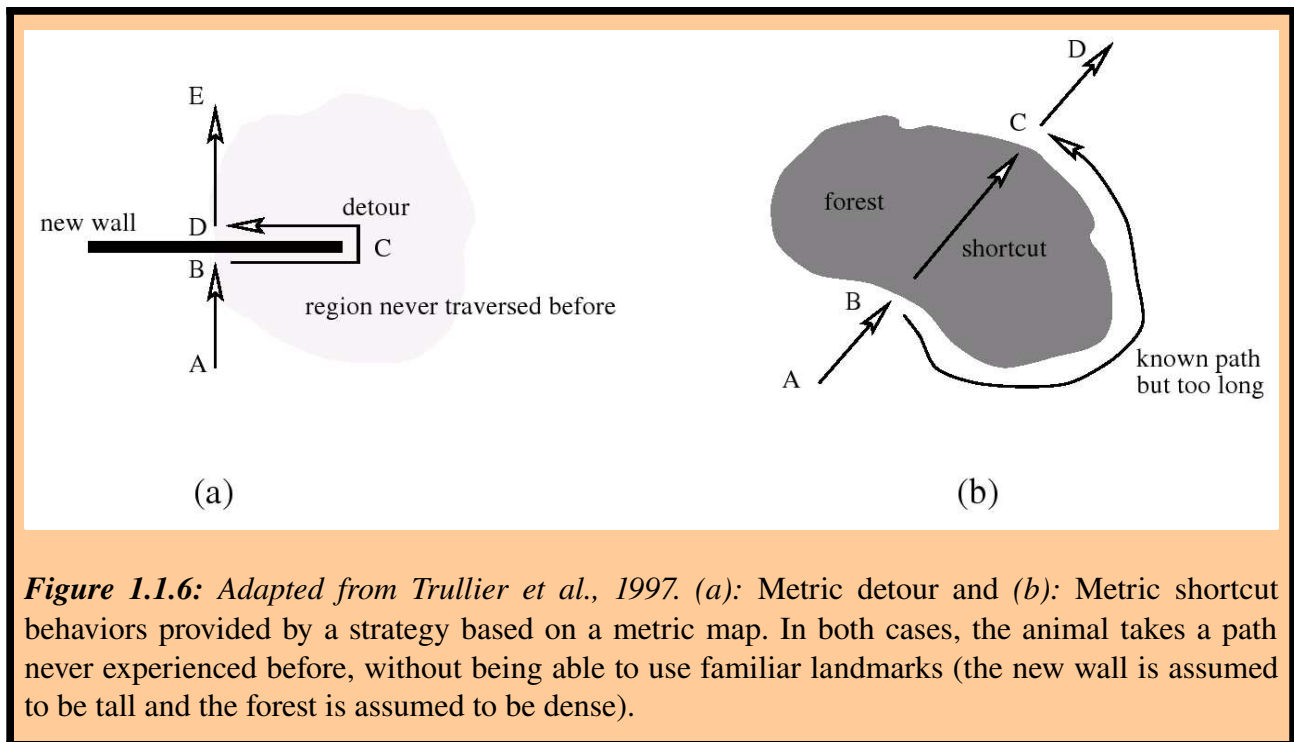 E
D
new wall
detour
D
C
C
forest
B
shortcut
region never traversed before
B
A
A
known path
but too long
(a)
(b)
Figure 1.1.6: Adapted from Trullier et al., 1997. (a): Metric detour and (b): Metric shortcut
behaviors provided by a strategy based on a metric map. In both cases, the animal takes a path
never experienced before, without being able to use familiar landmarks (the new wall is assumed
to be tall and the forest is assumed to be dense).